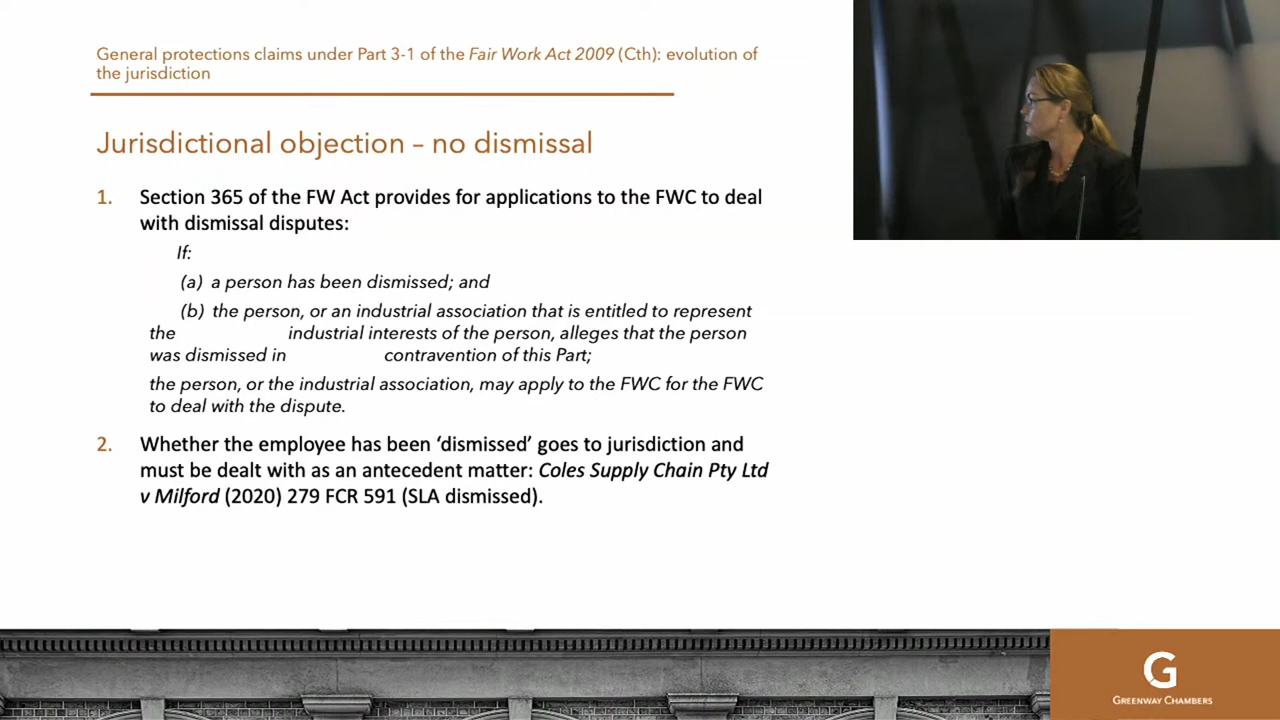 General protections claims under Part 3-1 of the Fair Work Act 2009 (Cth): evolution of
the jurisdiction
Jurisdictional objection – no dismissal
1. Section 365 of the FW Act provides for applications to the FWC to deal
with dismissal disputes:
If:
(a) a person has been dismissed; and
(b) the person, or an industrial association that is entitled to represent
the industrial interests of the person, alleges that the person
was dismissed in contravention of this Part;
the person, or the industrial association, may apply to the FWC for the FWC
to deal with the dispute.
2. Whether the employee has been ‘dismissed’ goes to jurisdiction and
must be dealt with as an antecedent matter: Coles Supply Chain Pty Ltd
v Milford (2020) 279 FCR 591 (SLA dismissed).
G
GREENWAY CHAMBERS